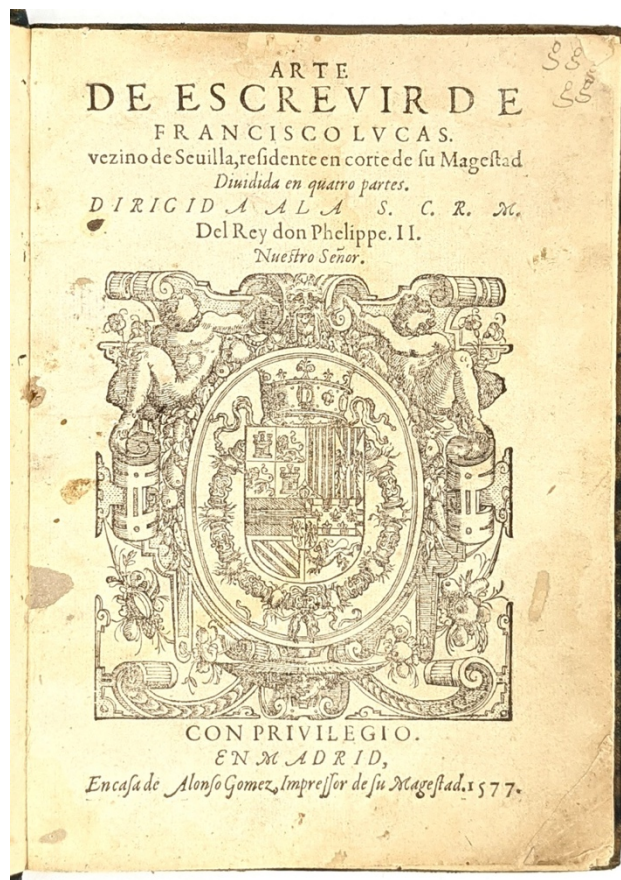 ARTE
DE ESCREVIR DE
FRANCISCO LVCAS.
vezino de Seuilla, reſidente en corte de ſu Mageſtad
Diuidida en quatro partes.
DIRIGIDA A LA S. C. R. M.
Del Rey don Phelippe. II.
Nueſtro Señor.
CON PRIVILEGIO.
EN MADRID,
En caſa de Alonſo Gomez, Impreſſor de ſu Mageſtad. 1577.